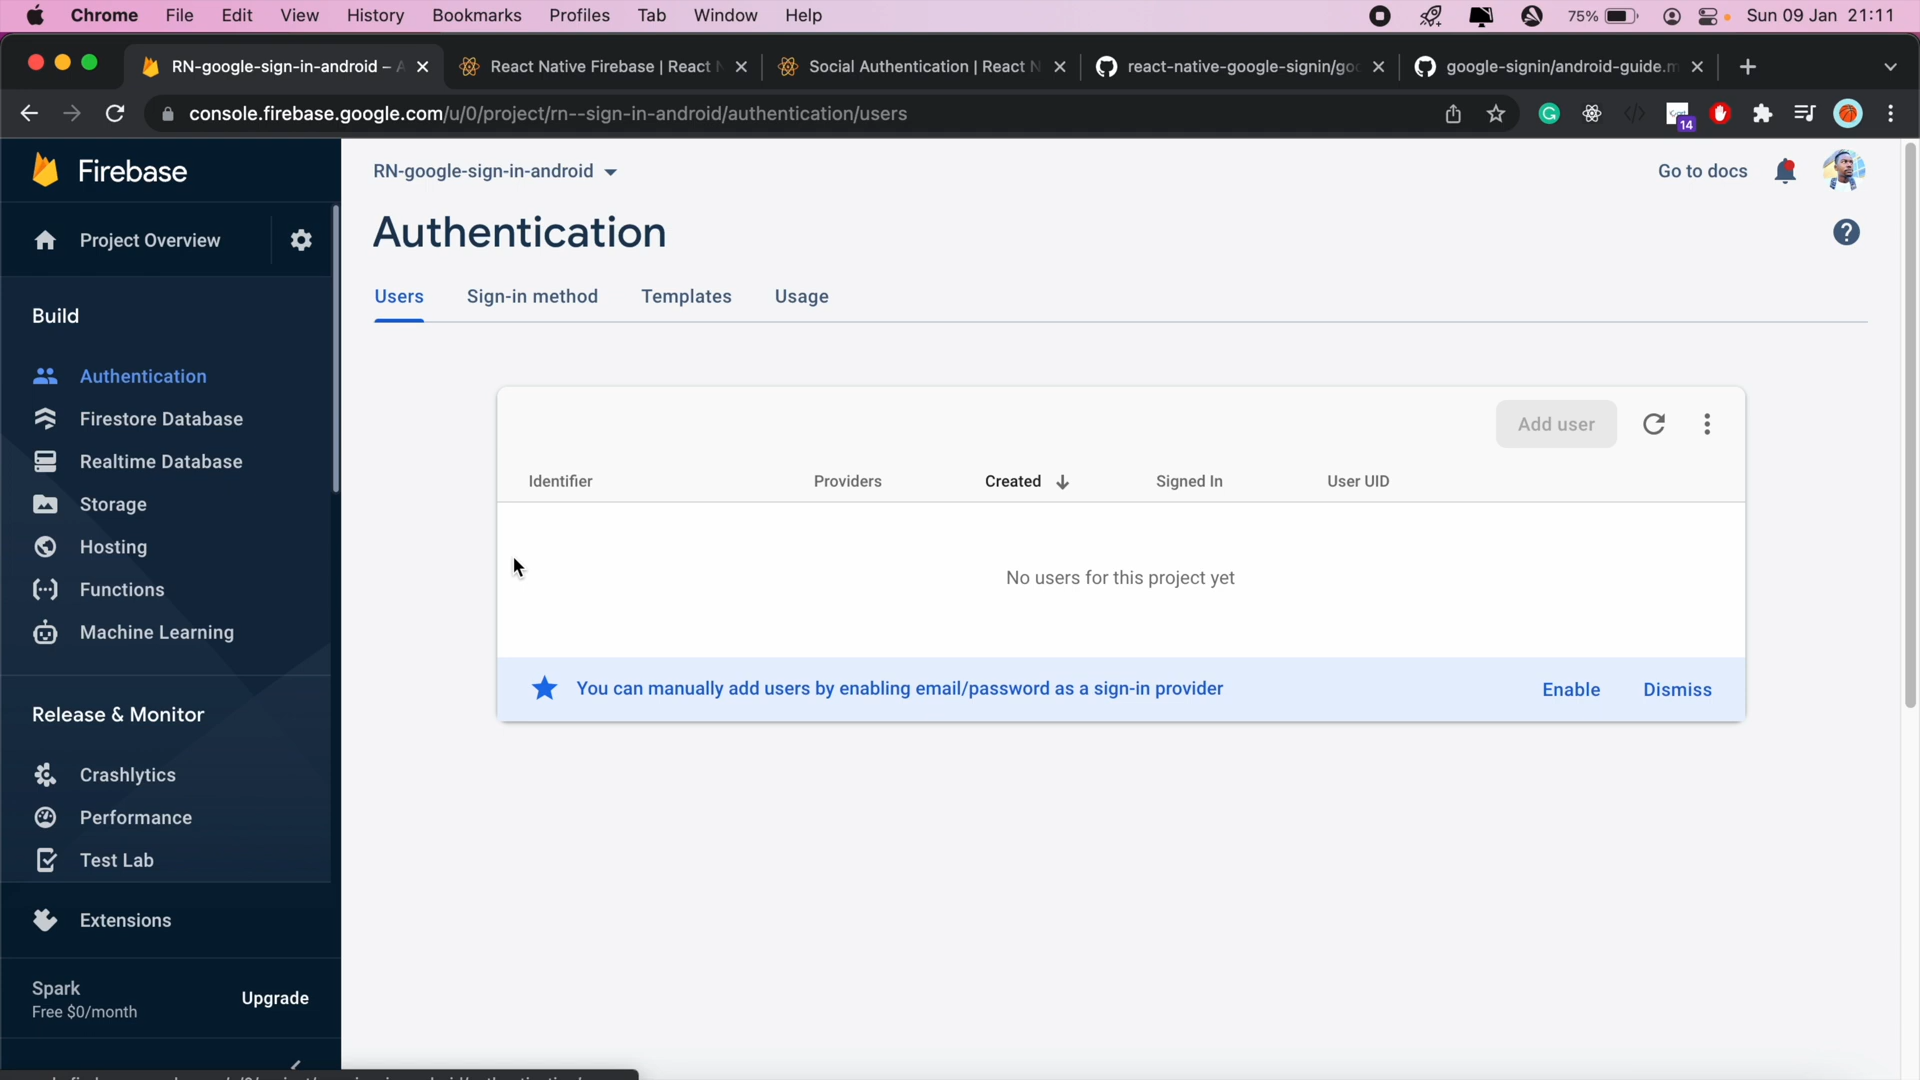 Chrome File Edit View History Bookmarks Profiles Tab Window Help 75% Sun 09 Jan 21:11
RN-google-sign-in-android – A React Native Firebase | React N Social Authentication | React N react-native-google-signin/goo google-signin/android-guide.m
console.firebase.google.com/u/0/project/rn--sign-in-android/authentication/users
14
Firebase
Project Overview
Build
Authentication
Firestore Database
Realtime Database
Storage
Hosting
Functions
Machine Learning
Release & Monitor
Crashlytics
Performance
Test Lab
Extensions
Spark
Free $0/month
Upgrade
RN-google-sign-in-android
Go to docs
Authentication
Users Sign-in method Templates Usage
Add user
Identifier Providers Created Signed In User UID
No users for this project yet
You can manually add users by enabling email/password as a sign-in provider Enable Dismiss